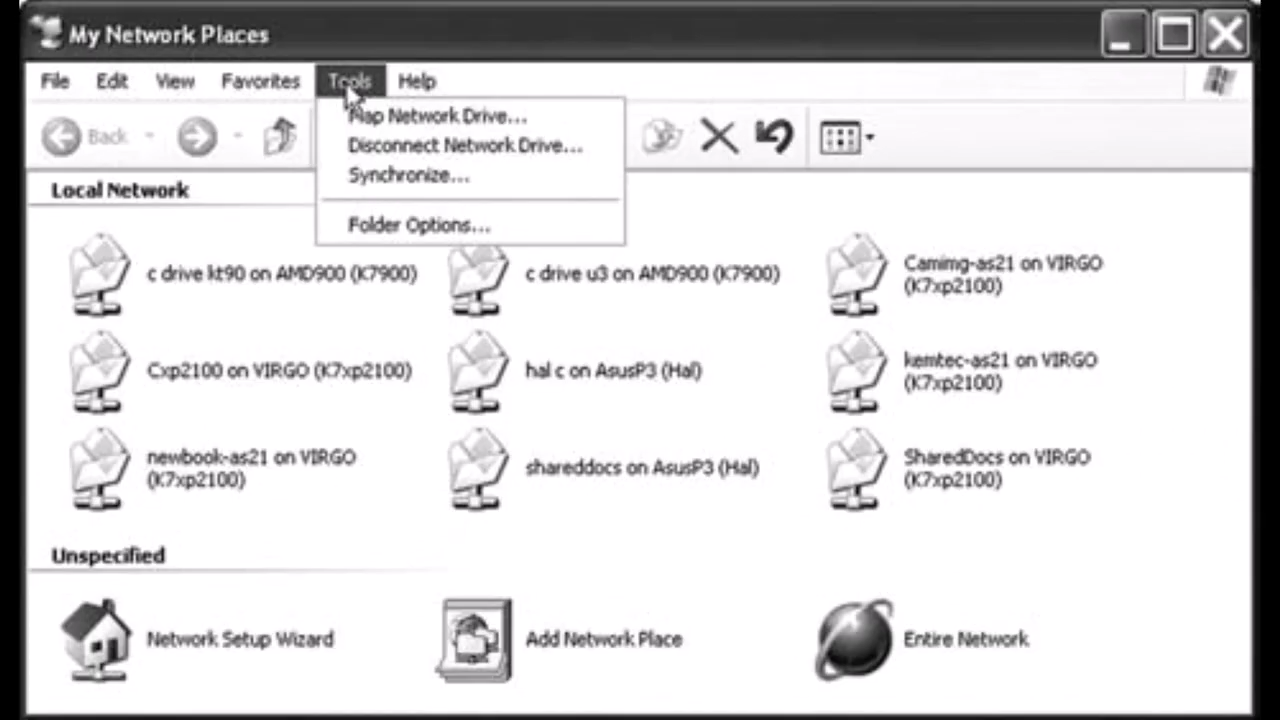 My Network Places
File Edit View Favorites Tools Help
Back
Map Network Drive...
Disconnect Network Drive...
Synchronize...
Folder Options...
Local Network
c drive kt90 on AMD900 (K7900)
c drive u3 on AMD900 (K7900)
Camimg-as21 on VIRGO
(K7xp2100)
Cxp2100 on VIRGO (K7xp2100)
hal c on AsusP3 (Hal)
kemtec-as21 on VIRGO
(K7xp2100)
newbook-as21 on VIRGO
(K7xp2100)
shareddocs on AsusP3 (Hal)
SharedDocs on VIRGO
(K7xp2100)
Unspecified
Network Setup Wizard
Add Network Place
Entire Network